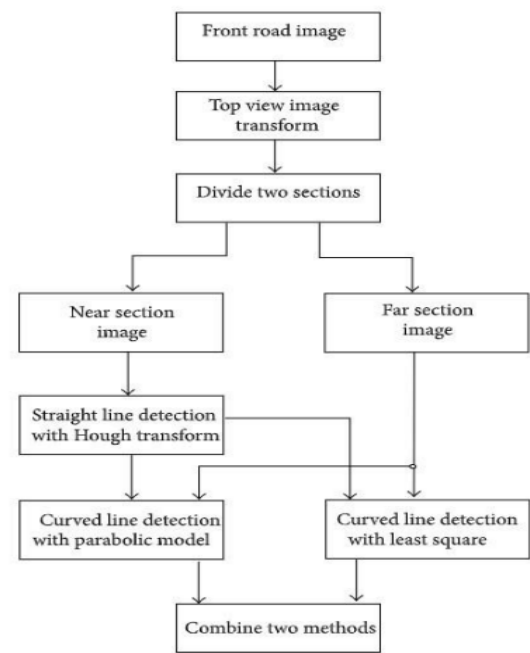 Front road image
Top view image
transform
Divide two sections
Near section
image
Far section
image
Straight line detection
with Hough transform
Curved line detection
with parabolic model
Curved line detection
with least square
Combine two methods